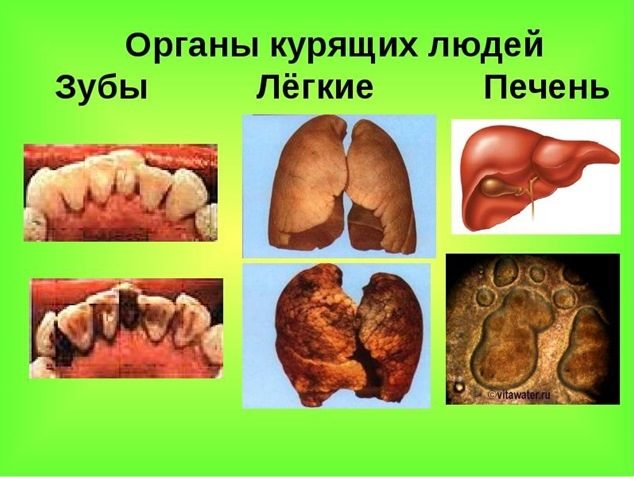 Органы курящих людей
Зубы Лёгкие Печень
©vitawater.ru